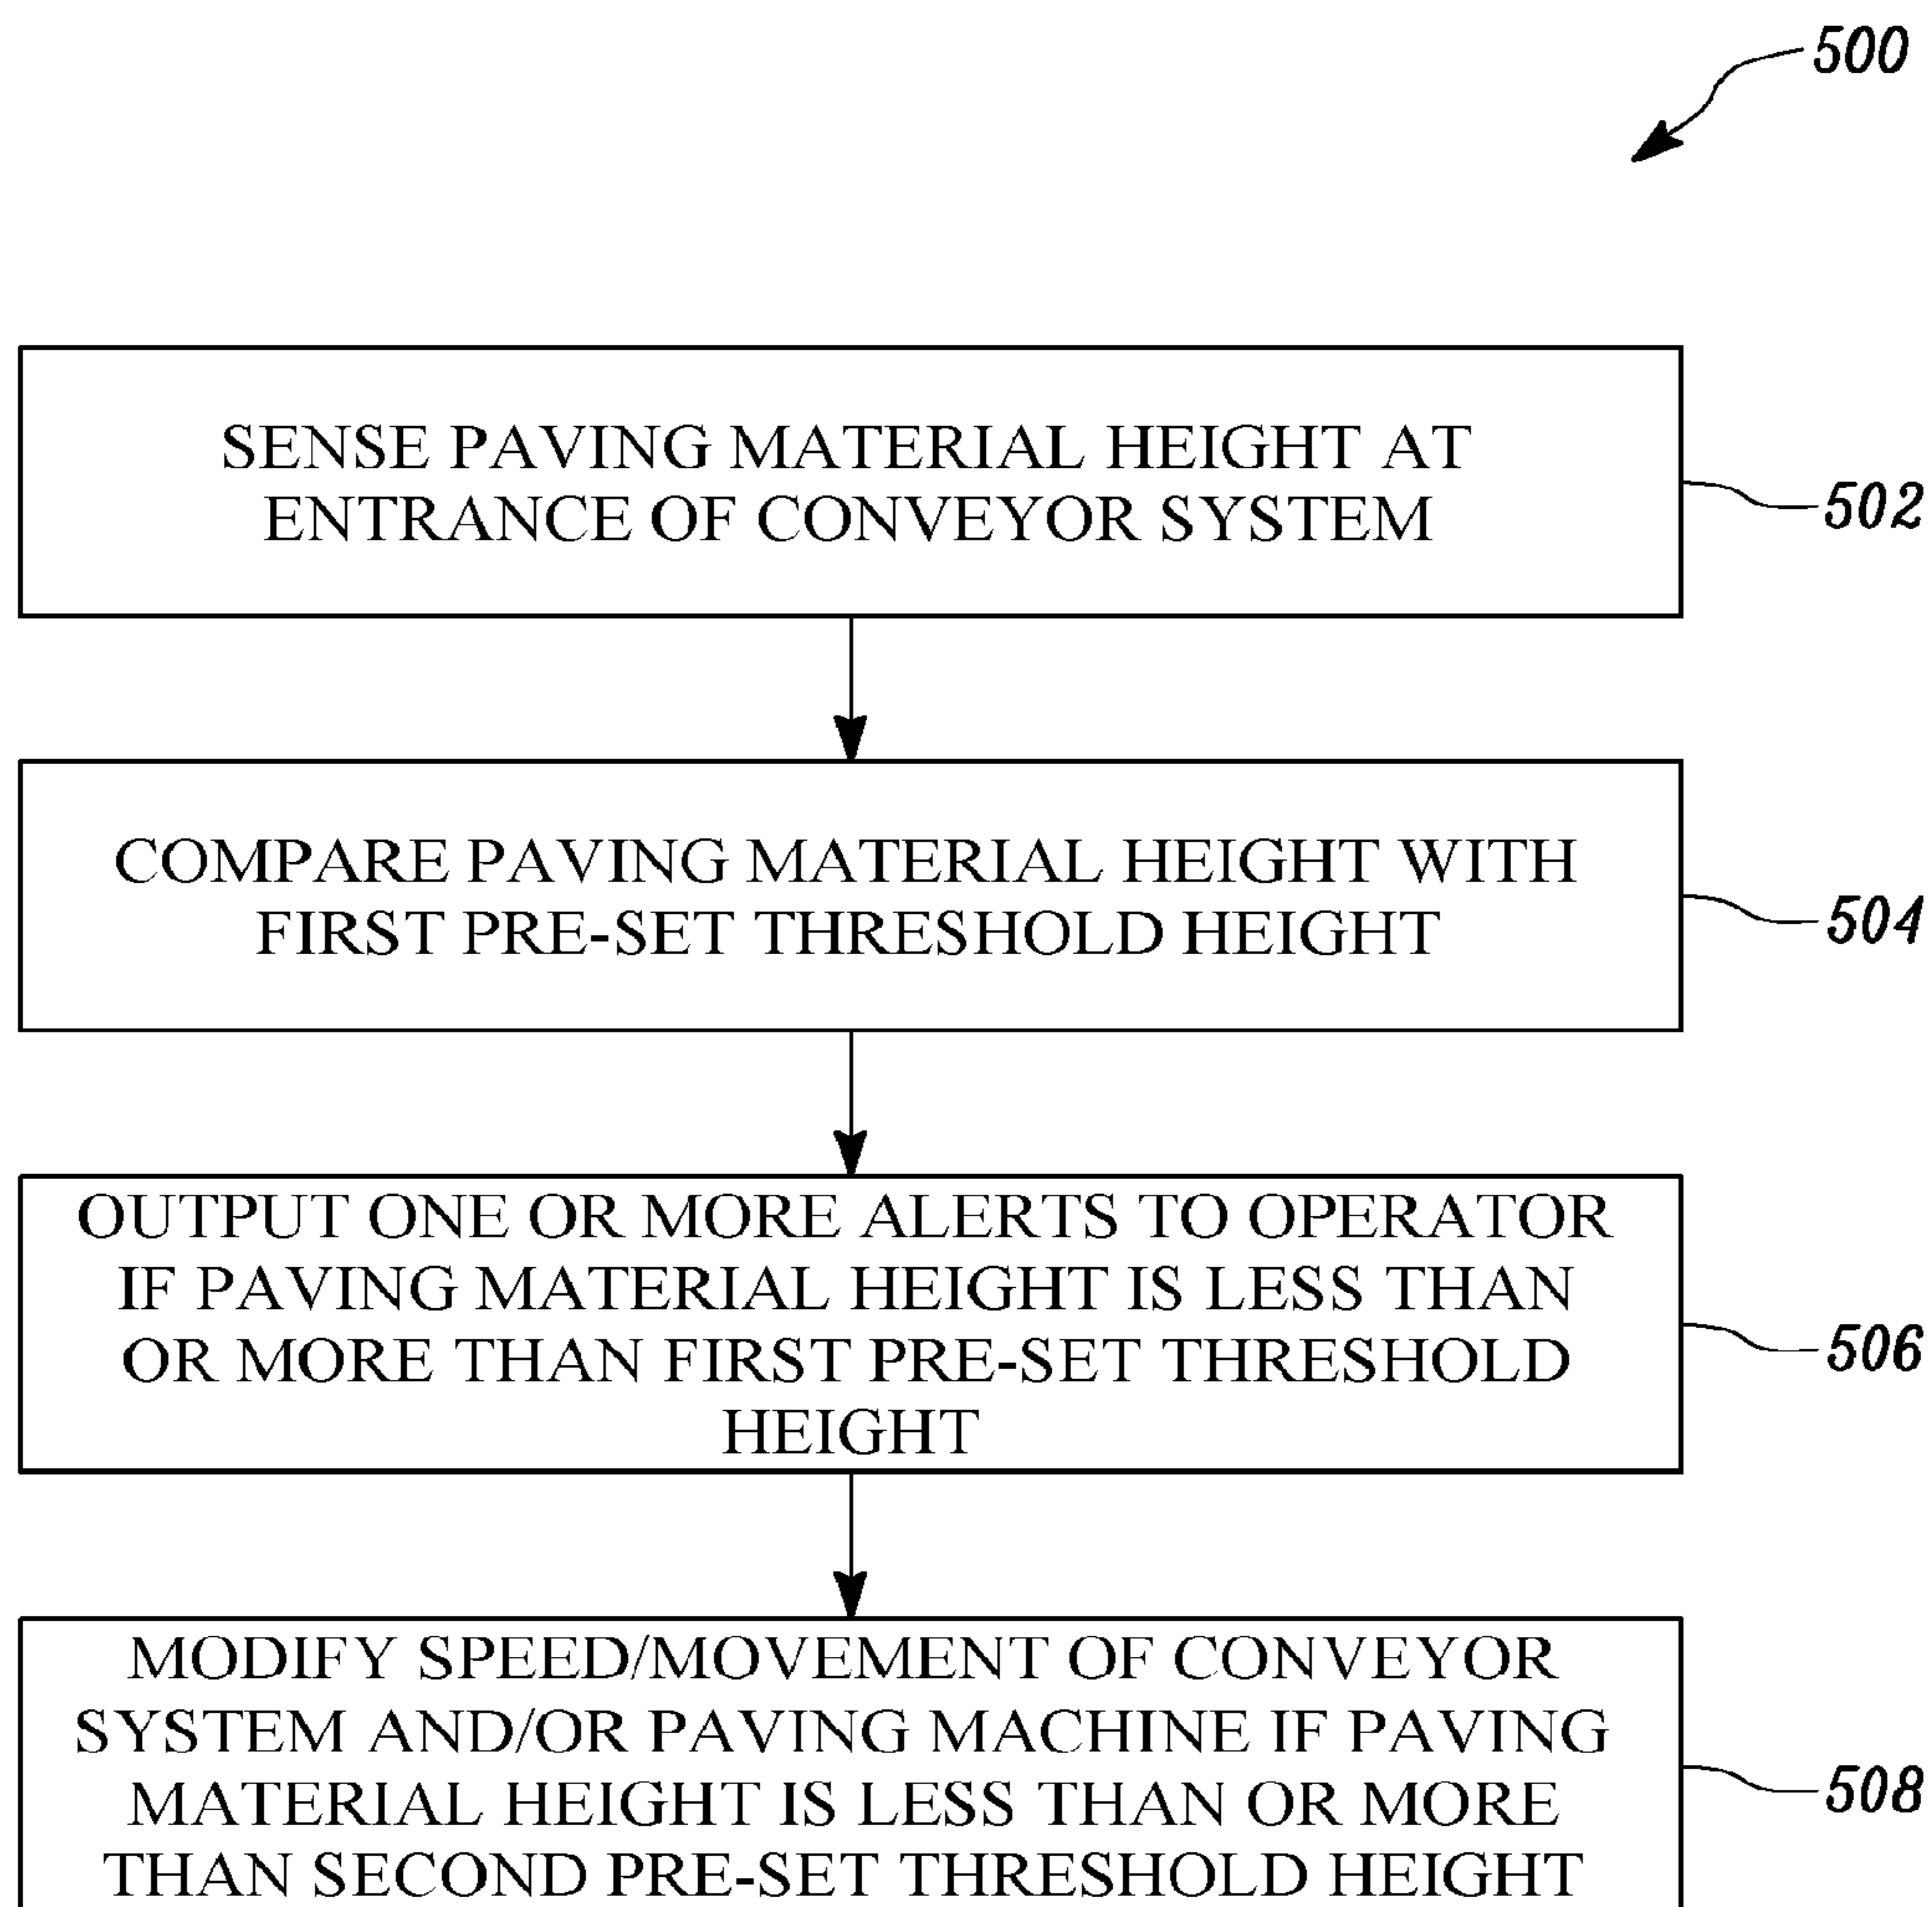 500
SENSE PAVING MATERIAL HEIGHT AT
ENTRANCE OF CONVEYOR SYSTEM
502
COMPARE PAVING MATERIAL HEIGHT WITH
FIRST PRE-SET THRESHOLD HEIGHT
504
OUTPUT ONE OR MORE ALERTS TO OPERATOR
IF PAVING MATERIAL HEIGHT IS LESS THAN
OR MORE THAN FIRST PRE-SET THRESHOLD
HEIGHT
506
MODIFY SPEED/MOVEMENT OF CONVEYOR
SYSTEM AND/OR PAVING MACHINE IF PAVING
MATERIAL HEIGHT IS LESS THAN OR MORE
THAN SECOND PRE-SET THRESHOLD HEIGHT
508